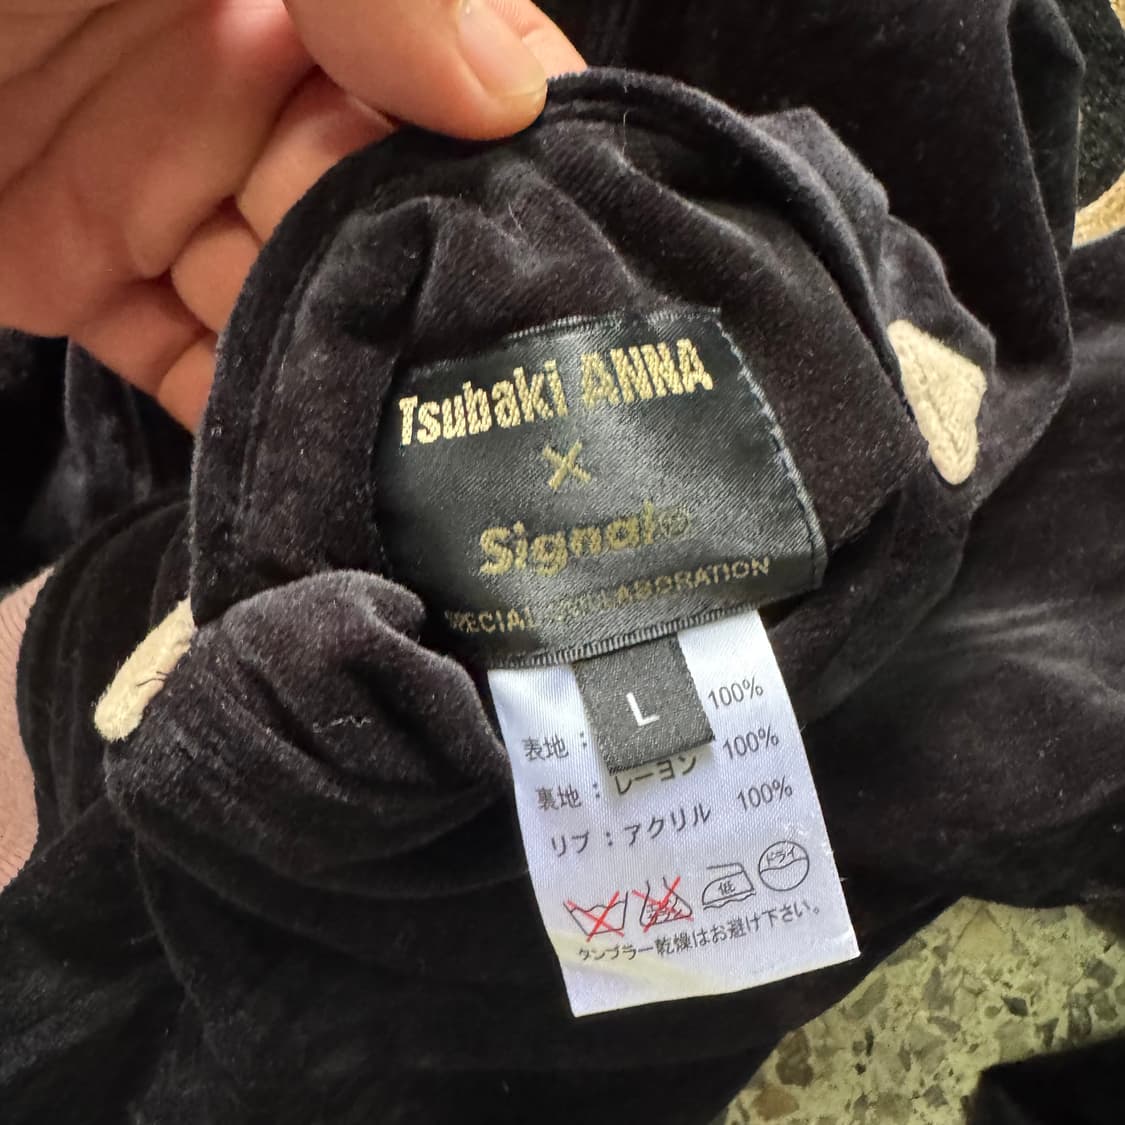 Tsubaki ANNA
×
Signale
SPECIAL COLLABORATION
L
表地： 100%
裏地：レーヨン 100%
リブ：アクリル 100%
低
ドライ
タンブラー乾燥はお避け下さい。